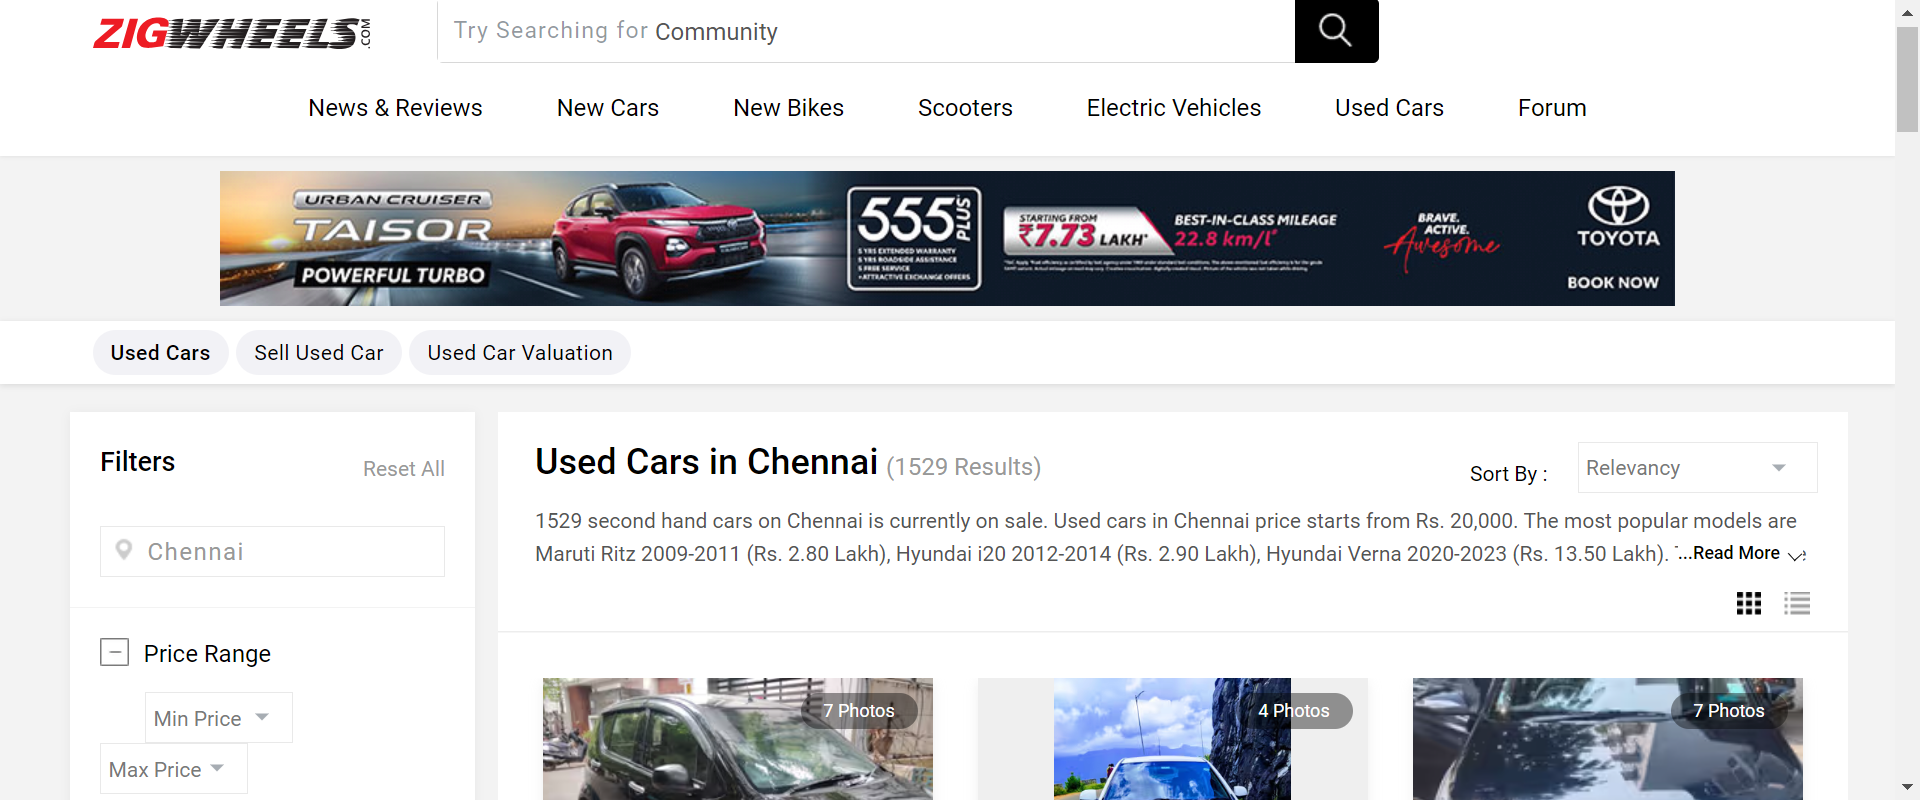 ZIGWHEELS.COM
Try Searching for Community
News & Reviews New Cars New Bikes Scooters Electric Vehicles Used Cars Forum
URBAN CRUISER
TAISOR
POWERFUL TURBO
555 PLUS*
5 YRS EXTENDED WARRANTY
5 YRS ROADSIDE ASSISTANCE
5 FREE SERVICE
+ATTRACTIVE EXCHANGE OFFERS
STARTING FROM
₹7.73 LAKH*
BEST-IN-CLASS MILEAGE
22.8 km/l*
BRAVE.
ACTIVE.
Awesome
TOYOTA
BOOK NOW
Used Cars Sell Used Car Used Car Valuation
Filters
Reset All
Chennai
Price Range
Min Price
Max Price
Used Cars in Chennai (1529 Results)
Sort By : Relevancy
1529 second hand cars on Chennai is currently on sale. Used cars in Chennai price starts from Rs. 20,000. The most popular models are
Maruti Ritz 2009-2011 (Rs. 2.80 Lakh), Hyundai i20 2012-2014 (Rs. 2.90 Lakh), Hyundai Verna 2020-2023 (Rs. 13.50 Lakh). ...Read More
7 Photos
4 Photos
7 Photos